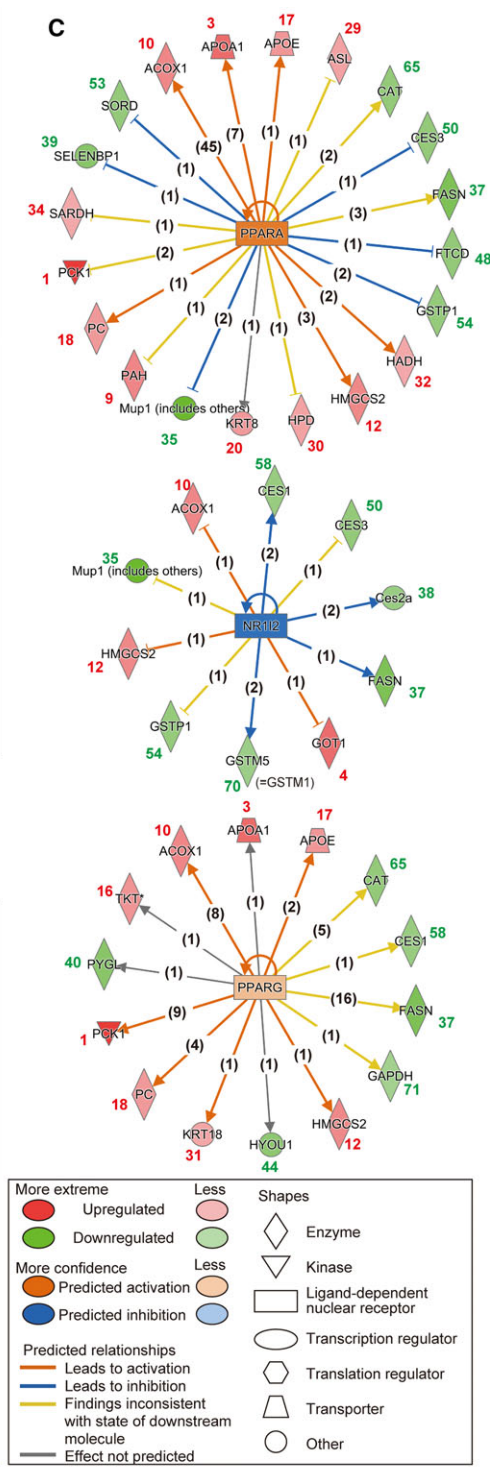 C
3
17
29
10
APOA1
APOE
ASL
65
53
ACOX1
CAT
SORD
50
39
(45)
(7)
(1)
(1)
(2)
CES3
SELENBP1
(1)
(1)
37
34
(1)
(3)
FASN
SARDH
(1)
PPARA
(1)
FTCD
48
1
PCK1
(2)
(2)
GSTP1
54
(1)
(2)
18
PC
(1)
(2)
(1)
(1)
(3)
HADH
32
PAH
HMGCS2
9
Mup1 (includes others)
KRT8
HPD
12
35
20
30
58
10
CES1
50
ACOX1
CES3
35
Mup1 (includes others)
(1)
(2)
(1)
(1)
(2)
Ces2a
38
NR1I2
HMGCS2
(1)
(1)
FASN
12
(1)
(2)
(1)
37
GSTP1
GOT1
54
GSTM5
4
70
(=GSTM1)
3
17
10
APOA1
APOE
ACOX1
65
16
TKT*
CAT
(8)
(1)
(2)
(5)
58
40
PYGL
(1)
(1)
CES1
(1)
PPARG
(16)
FASN
1
PCK1
(9)
(1)
37
(4)
(1)
(1)
(1)
GAPDH
18
PC
71
KRT18
HYOU1
HMGCS2
31
44
12
More extreme
Less
Shapes
Upregulated
Downregulated
Enzyme
More confidence
Less
Kinase
Predicted activation
Ligand-dependent
nuclear receptor
Predicted inhibition
Transcription regulator
Predicted relationships
Leads to activation
Translation regulator
Leads to inhibition
Findings inconsistent
with state of downstream
molecule
Transporter
Effect not predicted
Other